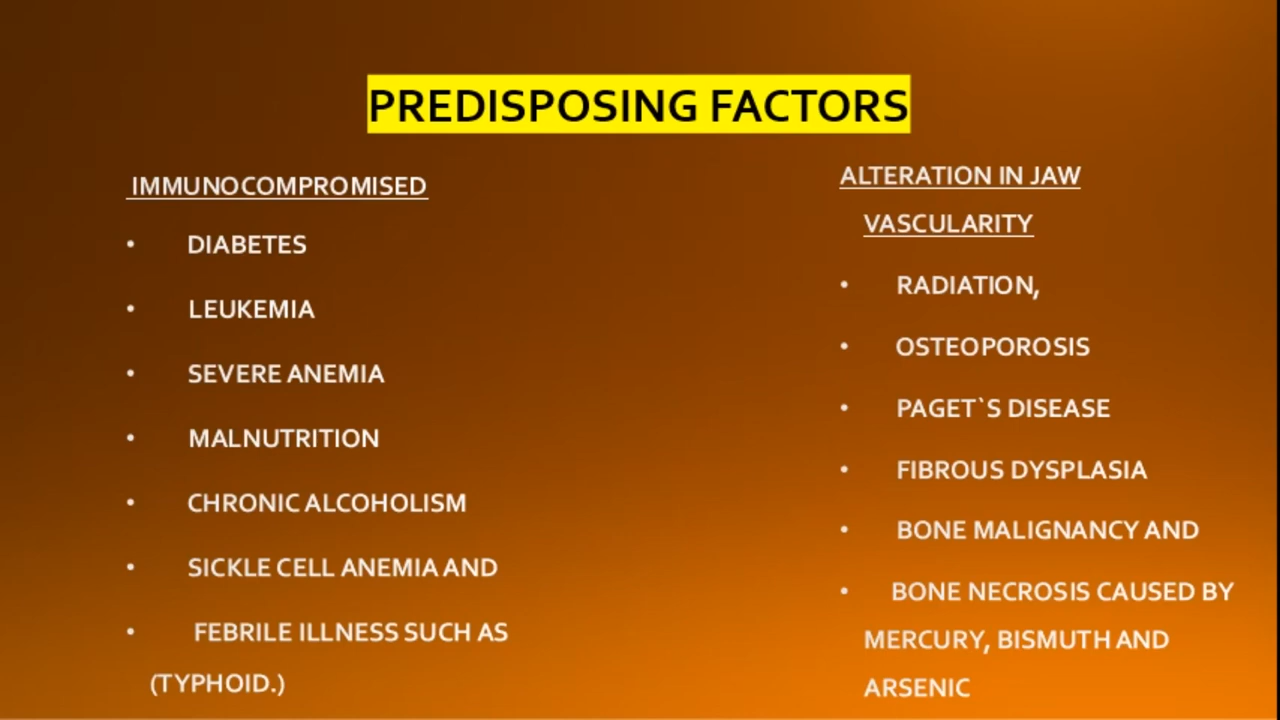 PREDISPOSING FACTORS
IMMUNOCOMPROMISED
• DIABETES
• LEUKEMIA
• SEVERE ANEMIA
• MALNUTRITION
• CHRONIC ALCOHOLISM
• SICKLE CELL ANEMIA AND
• FEBRILE ILLNESS SUCH AS
(TYPHOID.)
ALTERATION IN JAW
VASCULARITY
• RADIATION,
• OSTEOPOROSIS
• PAGET`S DISEASE
• FIBROUS DYSPLASIA
• BONE MALIGNANCY AND
• BONE NECROSIS CAUSED BY
MERCURY, BISMUTH AND
ARSENIC